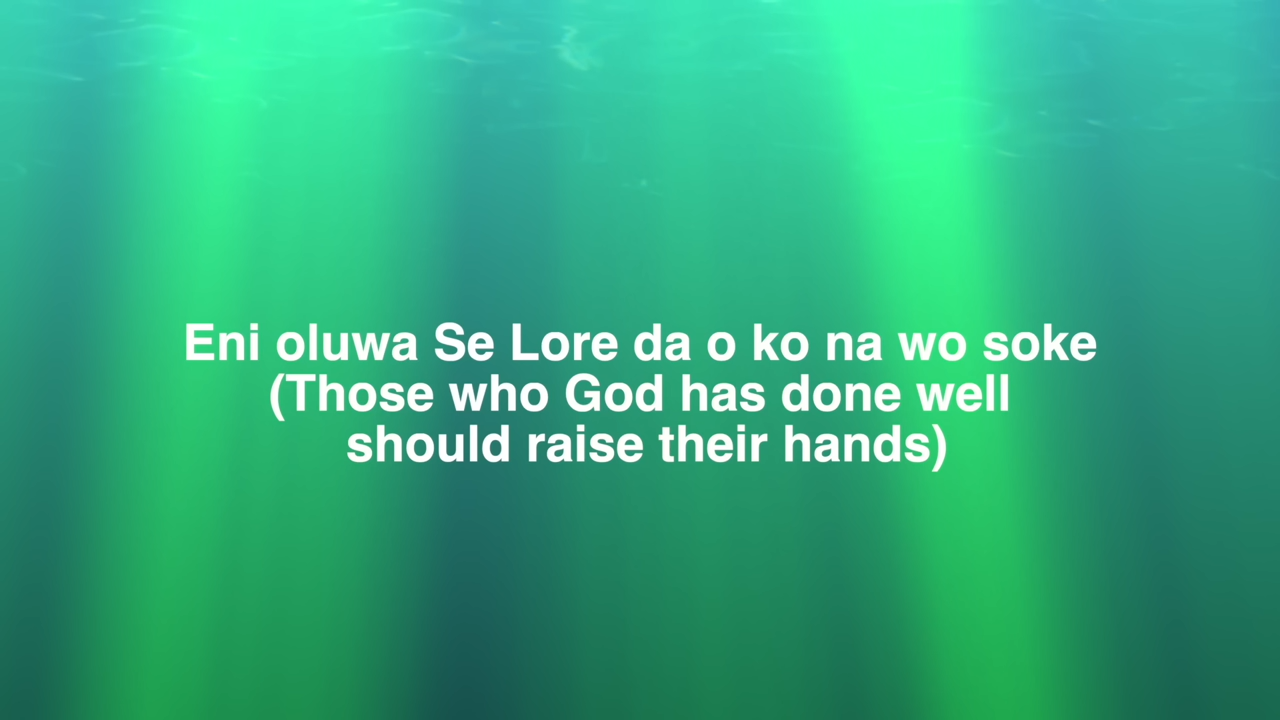 Eni oluwa Se Lore da o ko na wo soke
(Those who God has done well
should raise their hands)